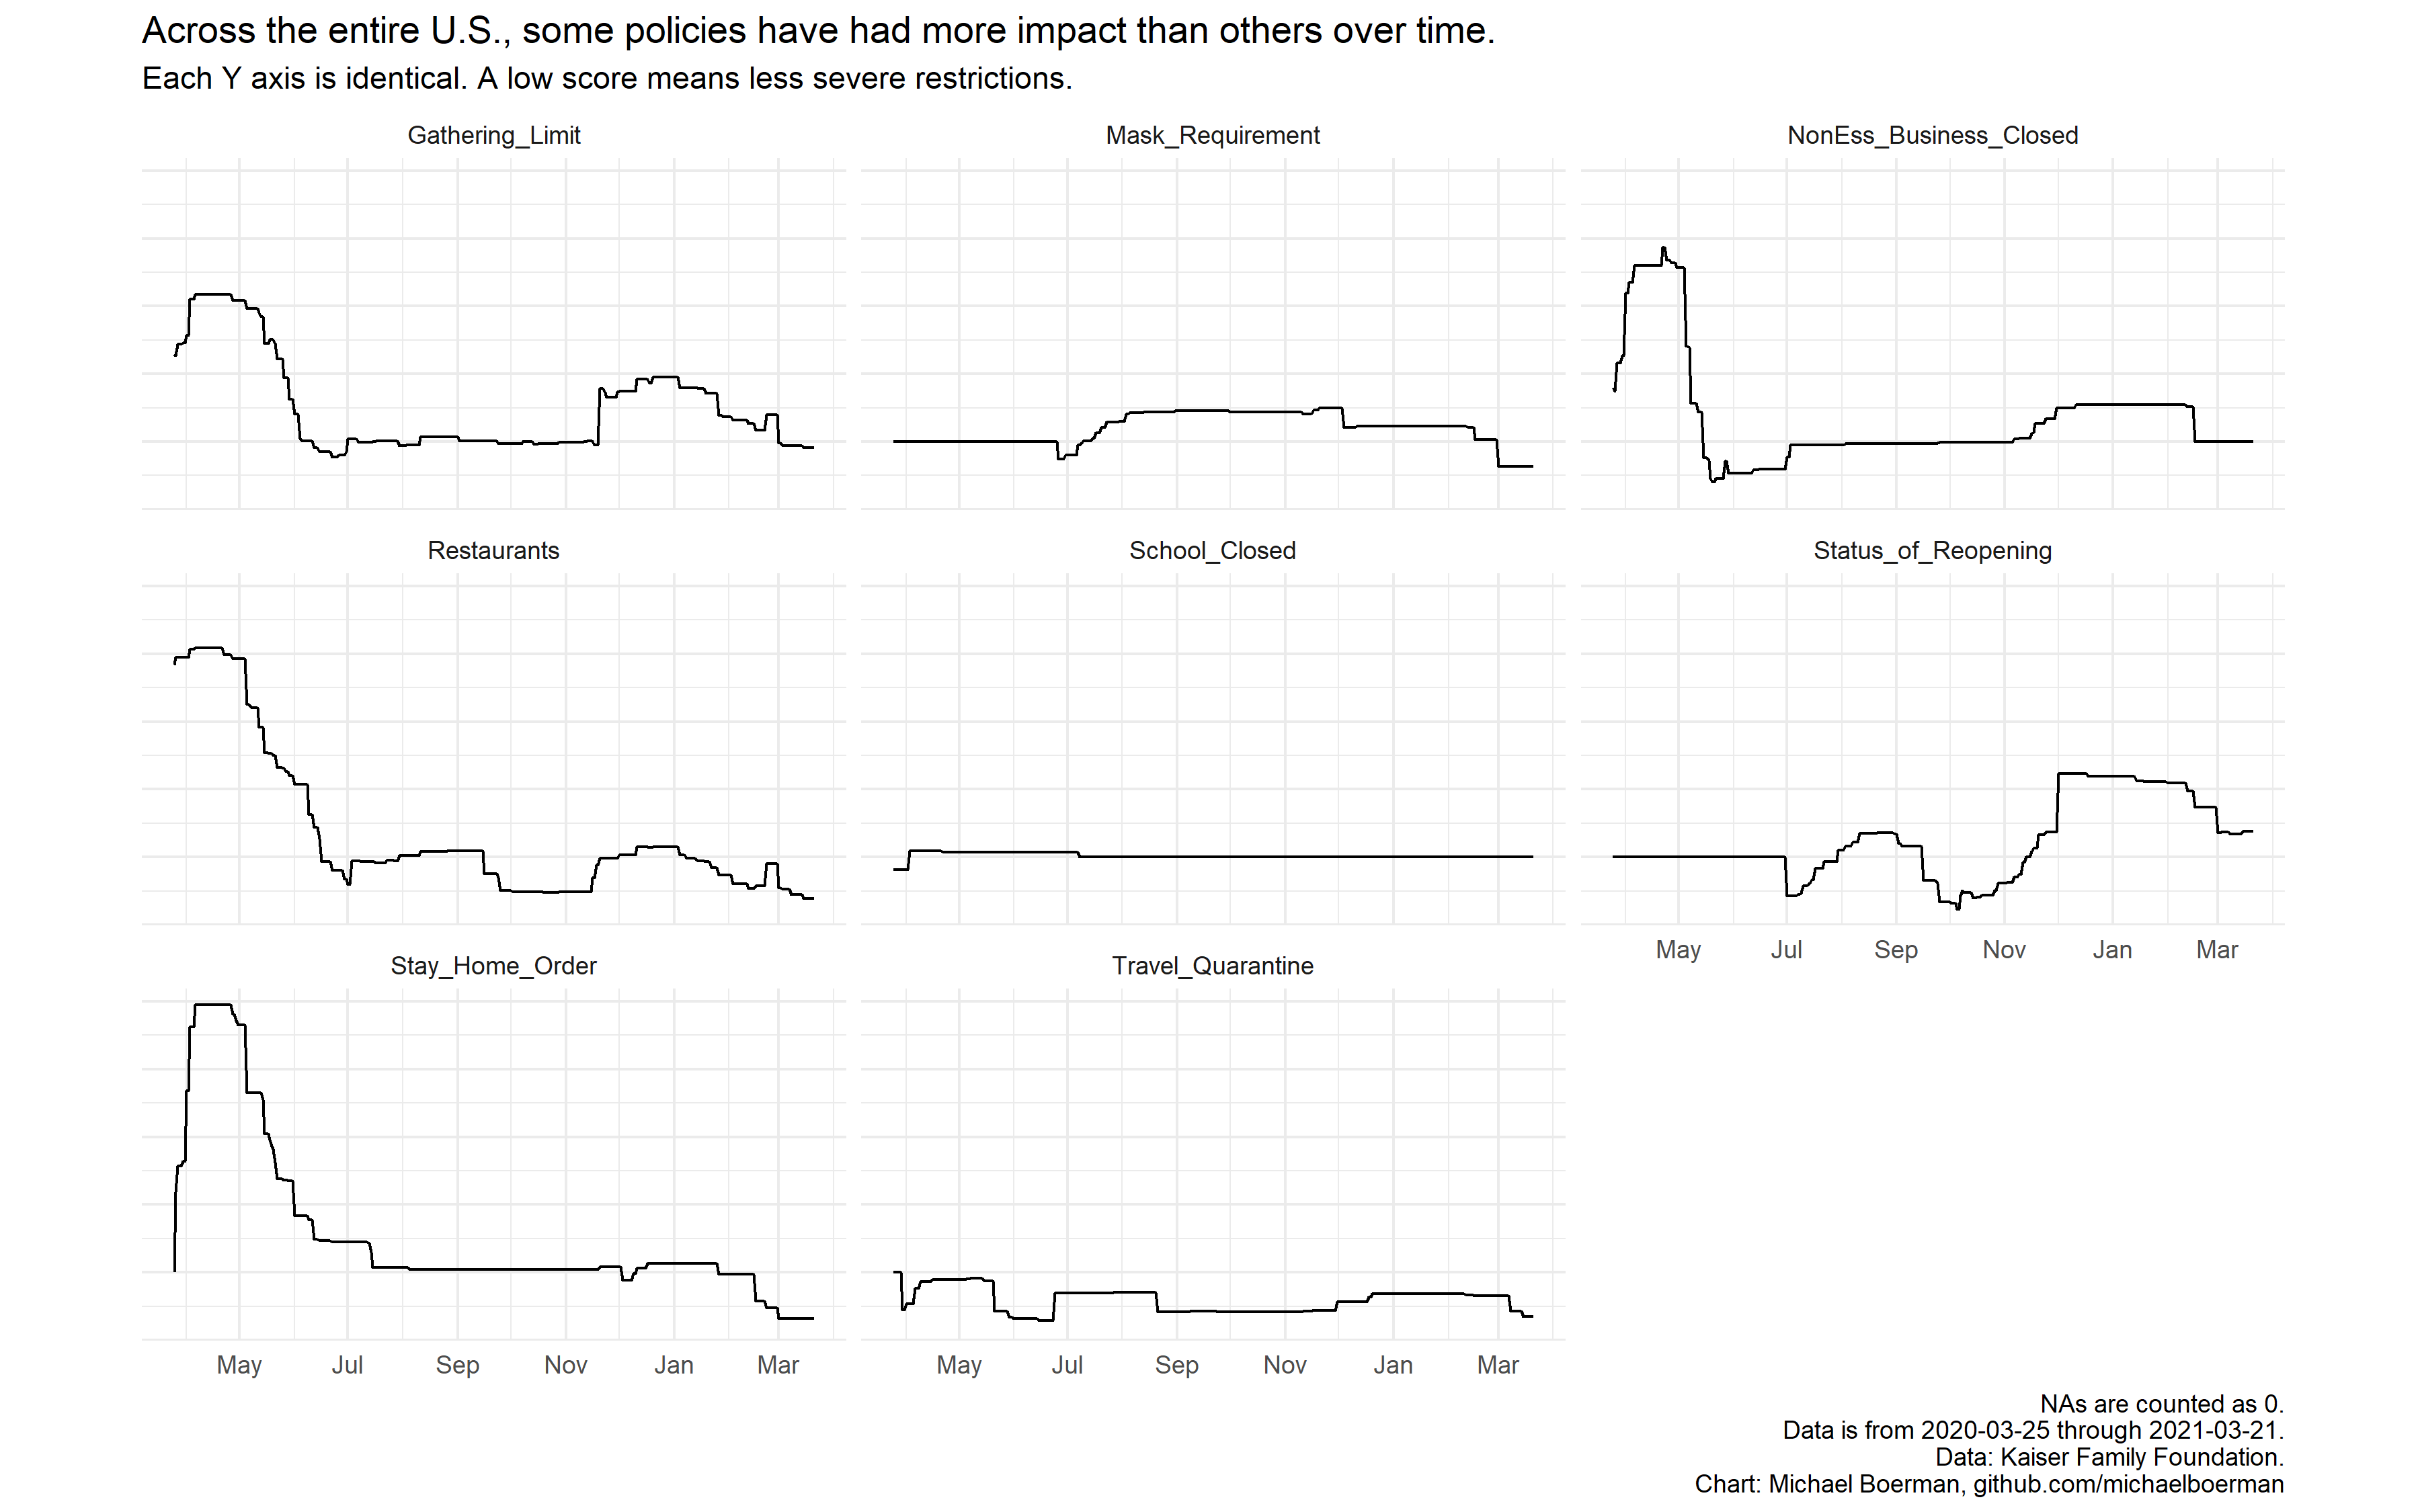 Across the entire U.S., some policies have had more impact than others over time.
Each Y axis is identical. A low score means less severe restrictions.
Gathering_Limit
Mask_Requirement
NonEss_Business_Closed
Restaurants
School_Closed
Status_of_Reopening
May Jul Sep Nov Jan Mar
Stay_Home_Order
Travel_Quarantine
May Jul Sep Nov Jan Mar
May Jul Sep Nov Jan Mar
NAs are counted as 0.
Data is from 2020-03-25 through 2021-03-21.
Data: Kaiser Family Foundation.
Chart: Michael Boerman, github.com/michaelboerman